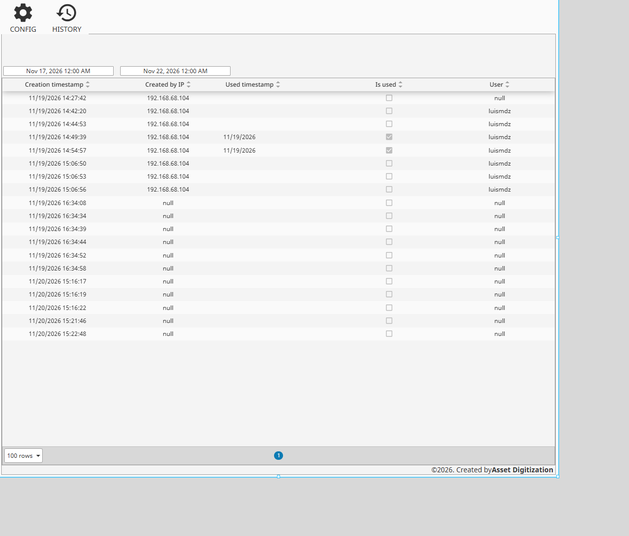 CONFIG HISTORY
Nov 17, 2026 12:00 AM Nov 22, 2026 12:00 AM
Creation timestamp Created by IP Used timestamp Is used User
11/19/2026 14:27:42 192.168.68.104 null
11/19/2026 14:42:20 192.168.68.104 luismdz
11/19/2026 14:44:53 192.168.68.104 luismdz
11/19/2026 14:49:39 192.168.68.104 11/19/2026 luismdz
11/19/2026 14:54:57 192.168.68.104 11/19/2026 luismdz
11/19/2026 15:06:50 192.168.68.104 luismdz
11/19/2026 15:06:53 192.168.68.104 luismdz
11/19/2026 15:06:56 192.168.68.104 luismdz
11/19/2026 16:34:08 null null
11/19/2026 16:34:34 null null
11/19/2026 16:34:39 null null
11/19/2026 16:34:44 null null
11/19/2026 16:34:52 null null
11/19/2026 16:34:58 null null
11/20/2026 15:16:17 null null
11/20/2026 15:16:19 null null
11/20/2026 15:16:22 null null
11/20/2026 15:21:46 null null
11/20/2026 15:22:48 null null
100 rows 1
©2026. Created byAsset Digitization